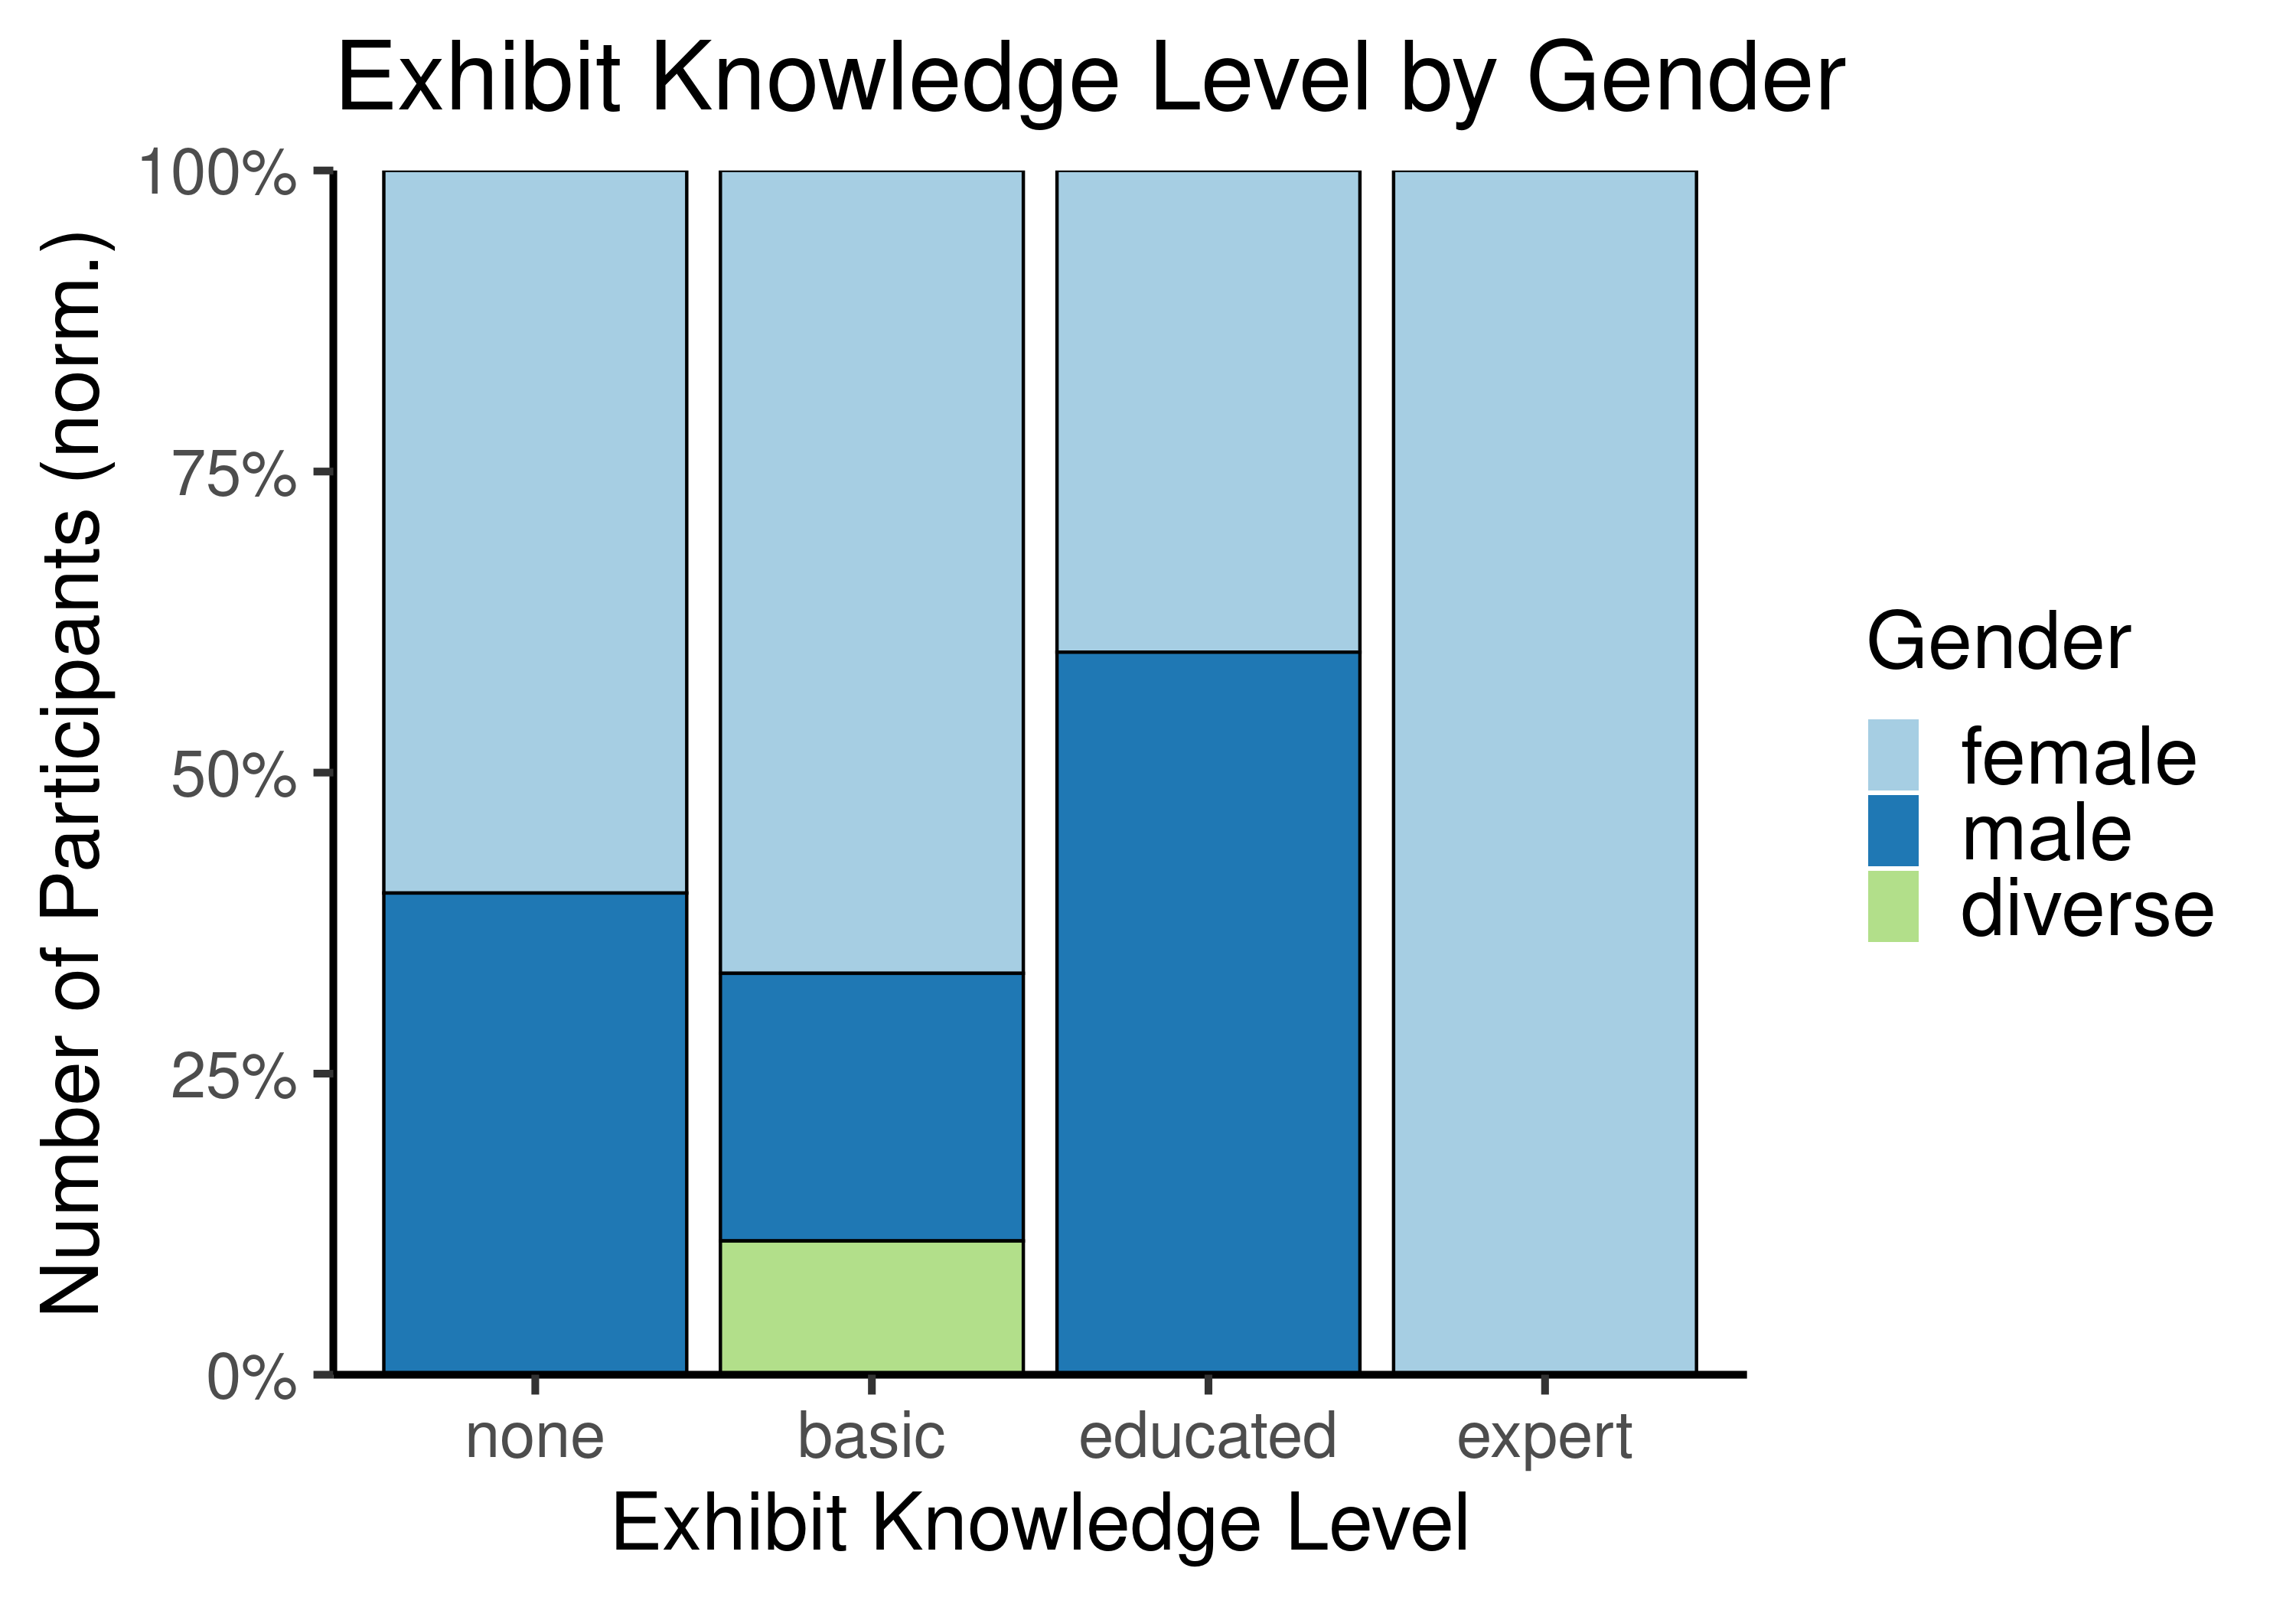 Exhibit Knowledge Level by Gender
Number of Participants (norm.)
100%
75%
50%
25%
0%
none
basic
educated
expert
Exhibit Knowledge Level
Gender
female
male
diverse